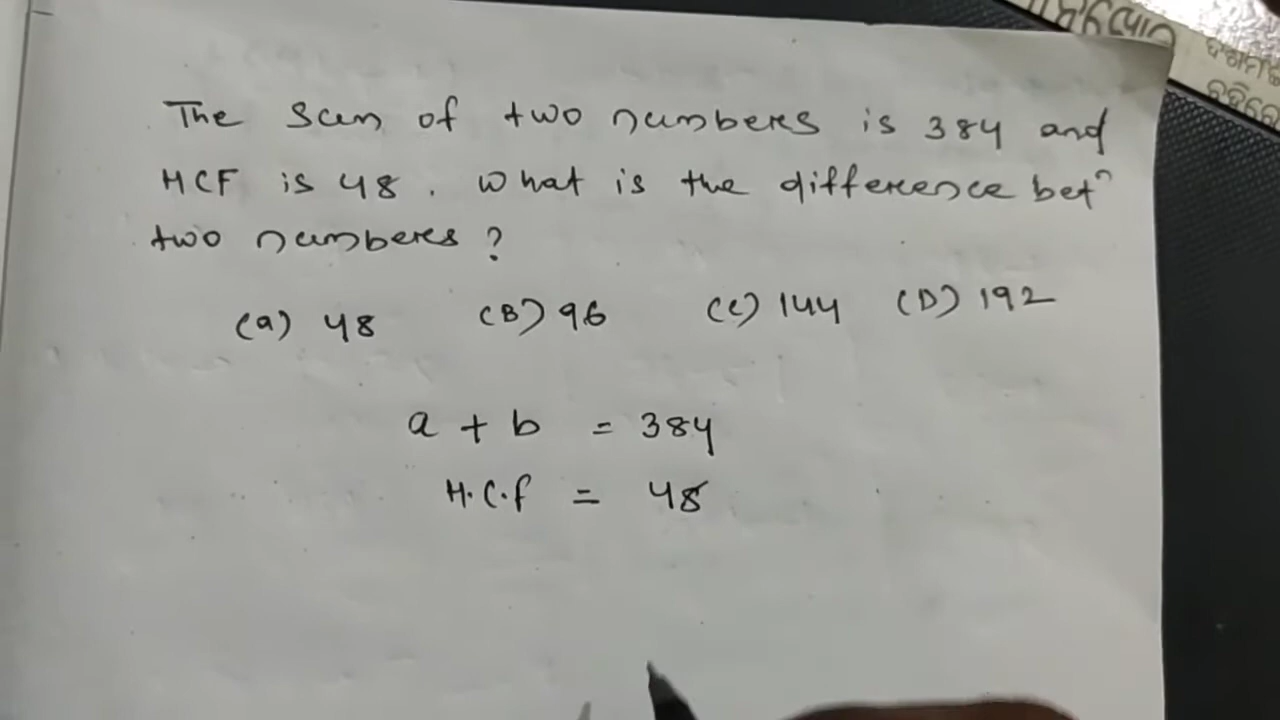 The sum of two numbers is 384 and
HCF is 48. What is the difference betⁿ
two numbers?
(a) 48 (B) 96 (C) 144 (D) 192
a + b = 384
H.C.f = 48